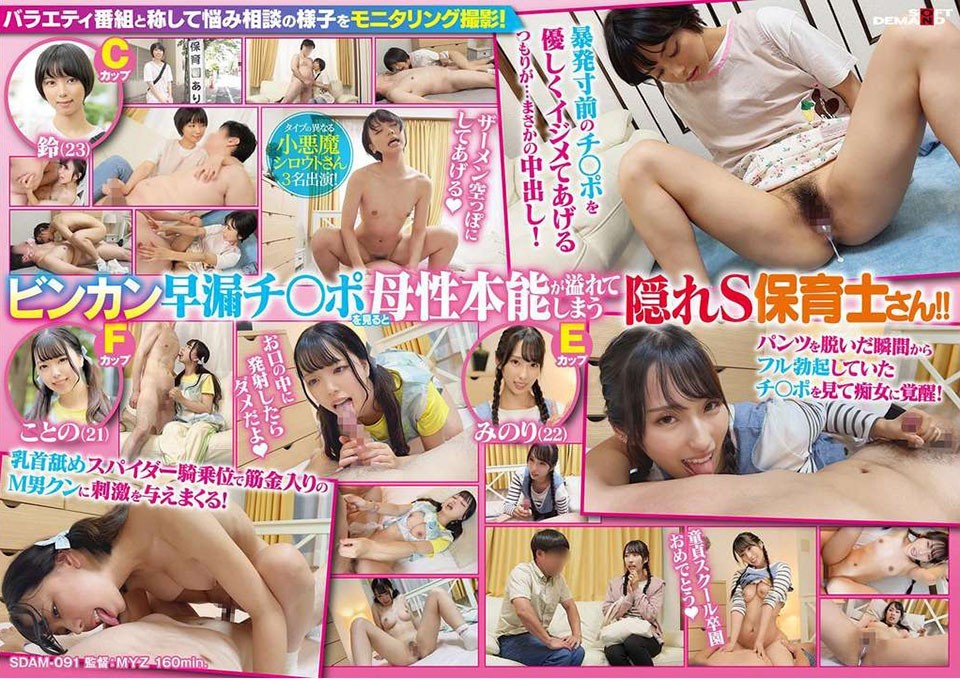 バラエティ番組と称して悩み相談の様子をモニタリング撮影!
Cカップ
鈴(23)
保育
あり
タイプの異なる
小悪魔
シロウトさん
3名出演!
ザーメン空っぽに
してあげる♥
暴発寸前のチ〇ポを
優しくイジメてあげる
つもりが…まさかの中出し!
SOFT
DEMAND
ビンカン早漏チ〇ポを見ると母性本能が溢れてしまう隠れS保育士さん!!
Fカップ
ことの(21)
お口の中に
発射したら
ダメだよ♥
Eカップ
みのり(22)
パンツを脱いだ瞬間から
フル勃起していた
チ〇ポを見て痴女に覚醒!
乳首舐めスパイダー騎乗位で筋金入りの
M男クンに刺激を与えまくる!
童貞スクール卒園
おめでとう♥
SDAM-091 監督:MY-Z 160min.